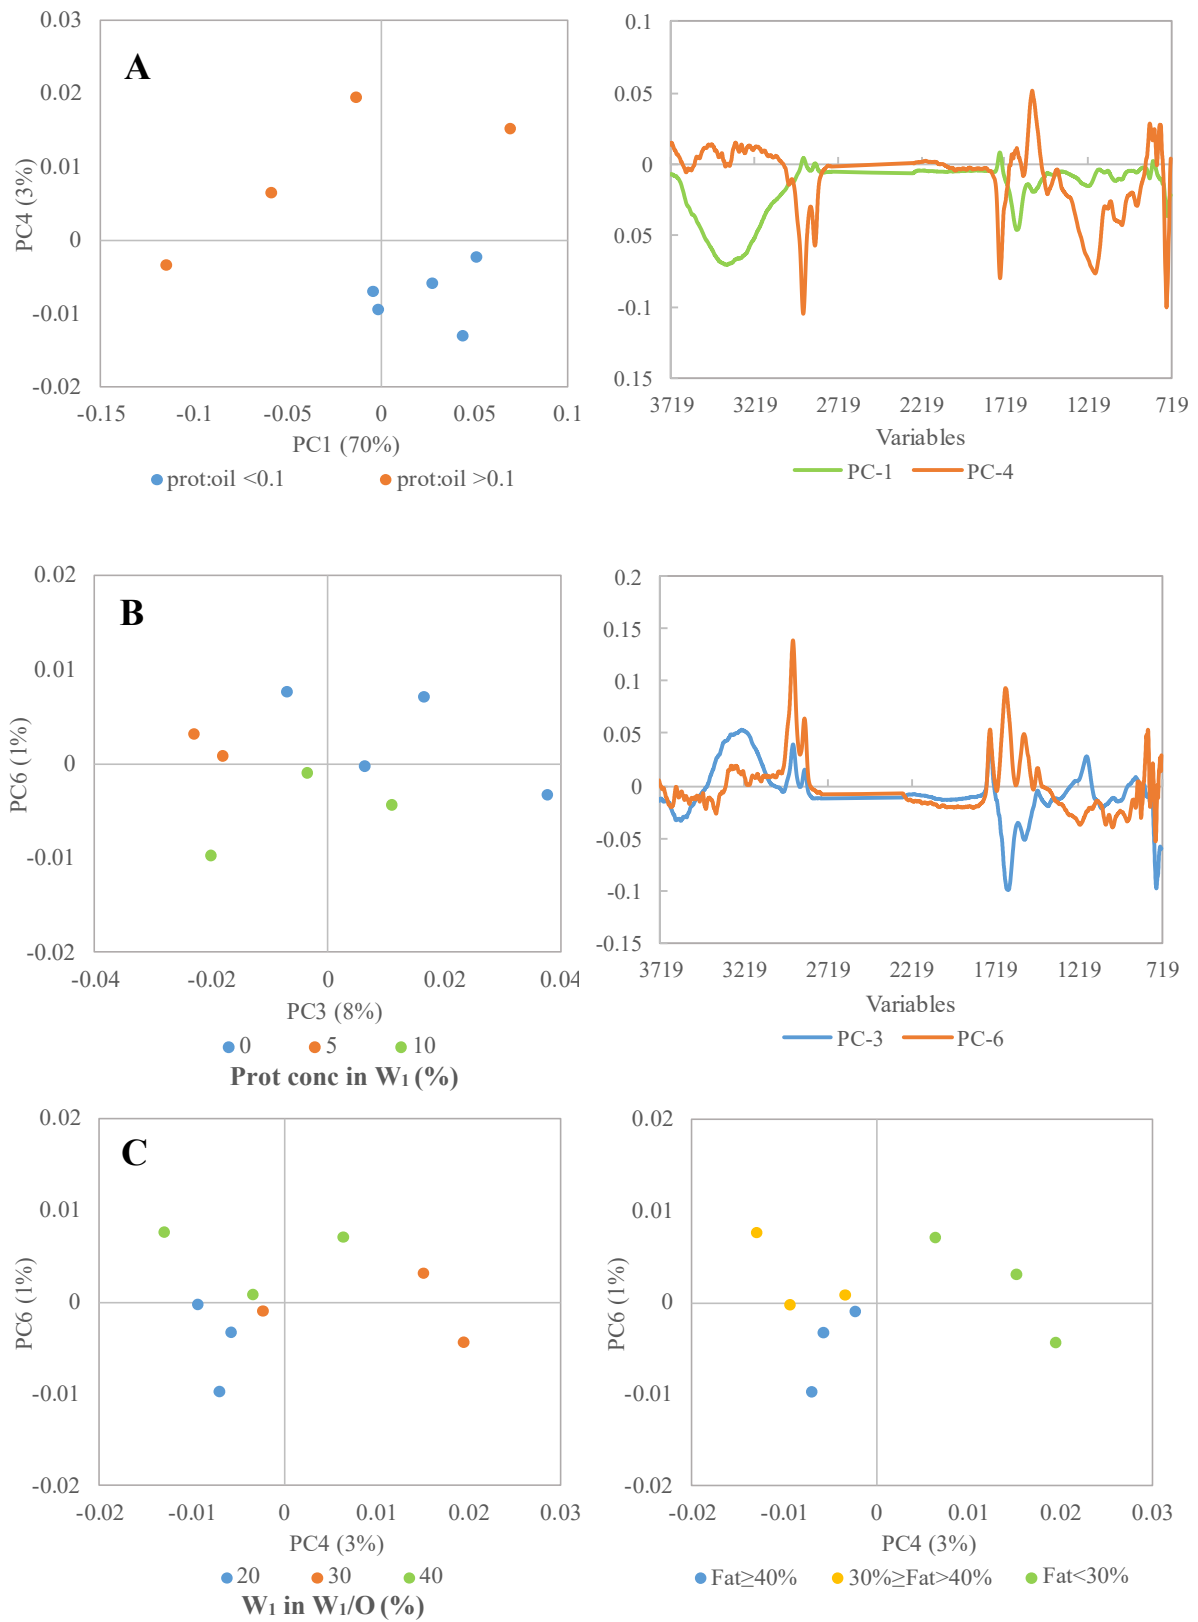 A
0.03
0.02
0.01
0
-0.01
-0.02
PC4 (3%)
-0.15 -0.1 -0.05 0 0.05 0.1
PC1 (70%)
prot:oil <0.1 prot:oil >0.1
0.1
0.05
0
0.05
-0.1
0.15
3719 3219 2719 2219 1719 1219 719
Variables
PC-1 PC-4
B
0.02
0.01
0
-0.01
-0.02
PC6 (1%)
-0.04 -0.02 0 0.02 0.04
PC3 (8%)
0 5 10
Prot conc in W₁ (%)
0.2
0.15
0.1
0.05
0
-0.05
-0.1
-0.15
3719 3219 2719 2219 1719 1219 719
Variables
PC-3 PC-6
C
0.02
0.01
0
-0.01
-0.02
PC6 (1%)
-0.02 -0.01 0 0.01 0.02 0.03
PC4 (3%)
20 30 40
W₁ in W₁/O (%)
0.02
0.01
0
-0.01
-0.02
PC6 (1%)
-0.02 -0.01 0 0.01 0.02 0.03
PC4 (3%)
Fat≥40% 30%≥Fat>40% Fat<30%